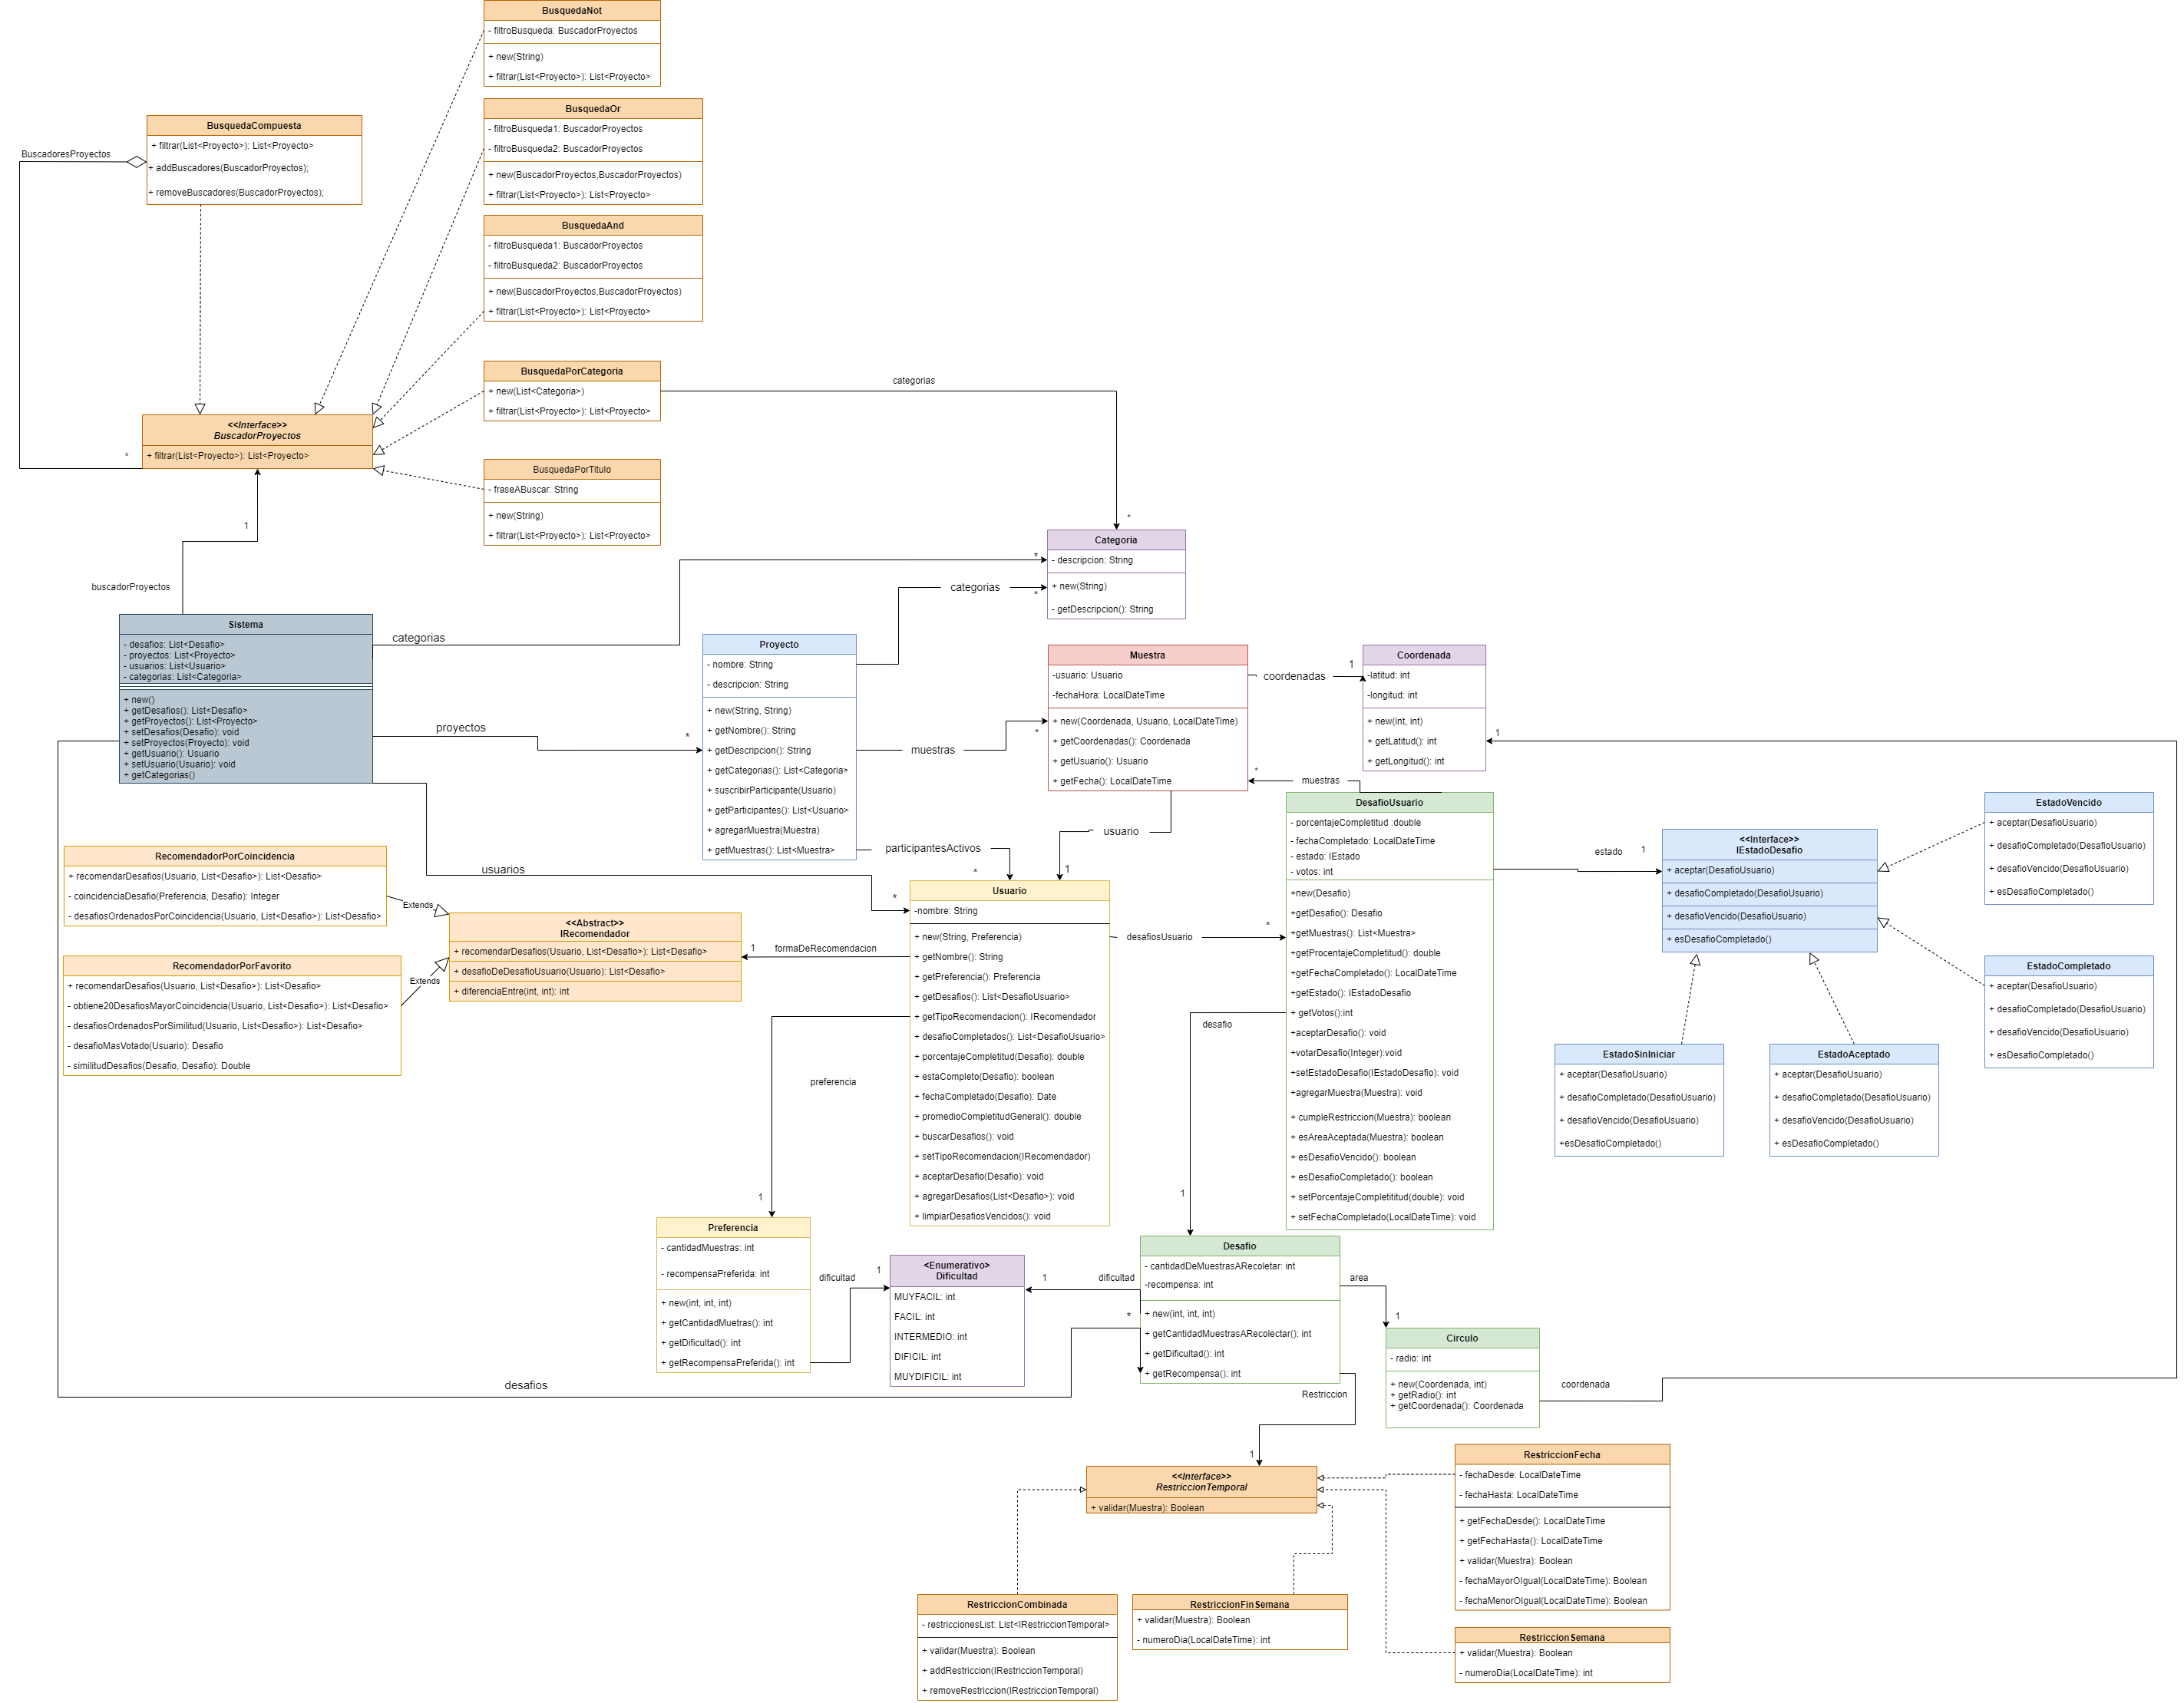 BusquedaNot
- filtroBusqueda: BuscadorProyectos
+ new(String)
+ filtrar(List<Proyecto>): List<Proyecto>
BusquedaOr
- filtroBusqueda1: BuscadorProyectos
- filtroBusqueda2: BuscadorProyectos
+ new(BuscadorProyectos,BuscadorProyectos)
+ filtrar(List<Proyecto>): List<Proyecto>
BusquedaCompuesta
+ filtrar(List<Proyecto>): List<Proyecto>
+ addBuscadores(BuscadorProyectos);
+ removeBuscadores(BuscadorProyectos);
BuscadoresProyectos
*
BusquedaAnd
- filtroBusqueda1: BuscadorProyectos
- filtroBusqueda2: BuscadorProyectos
+ new(BuscadorProyectos,BuscadorProyectos)
+ filtrar(List<Proyecto>): List<Proyecto>
BusquedaPorCategoria
+ new(List<Categoria>)
+ filtrar(List<Proyecto>): List<Proyecto>
categorias
*
<<Interface>>
BuscadorProyectos
+ filtrar(List<Proyecto>): List<Proyecto>
BusquedaPorTitulo
- fraseABuscar: String
+ new(String)
+ filtrar(List<Proyecto>): List<Proyecto>
1
buscadorProyectos
Categoria
- descripcion: String
+ new(String)
- getDescripcion(): String
*
categorias
*
categorias
Sistema
- desafios: List<Desafio>
- proyectos: List<Proyecto>
- usuarios: List<Usuario>
- categorias: List<Categoria>
+ new()
+ getDesafios(): List<Desafio>
+ getProyectos(): List<Proyecto>
+ setDesafios(Desafio): void
+ setProyectos(Proyecto): void
+ getUsuario(): Usuario
+ setUsuario(Usuario): void
+ getCategorias()
proyectos
*
Proyecto
- nombre: String
- descripcion: String
+ new(String, String)
+ getNombre(): String
+ getDescripcion(): String
+ getCategorias(): List<Categoria>
+ suscribirParticipante(Usuario)
+ getParticipantes(): List<Usuario>
+ agregarMuestra(Muestra)
+ getMuestras(): List<Muestra>
muestras
*
Muestra
-usuario: Usuario
-fechaHora: LocalDateTime
+ new(Coordenada, Usuario, LocalDateTime)
+ getCoordenadas(): Coordenada
+ getUsuario(): Usuario
+ getFecha(): LocalDateTime
coordenadas
1
Coordenada
-latitud: int
-longitud: int
+ new(int, int)
+ getLatitud(): int
+ getLongitud(): int
1
*
muestras
usuario
1
participantesActivos
*
usuarios
*
DesafioUsuario
- porcentajeCompletitud :double
- fechaCompletado: LocalDateTime
- estado: IEstado
- votos: int
+new(Desafio)
+getDesafio(): Desafio
+getMuestras(): List<Muestra>
+getProcentajeCompletitud(): double
+getFechaCompletado(): LocalDateTime
+getEstado(): IEstadoDesafio
+ getVotos():int
+aceptarDesafio(): void
+votarDesafio(Integer):void
+setEstadoDesafio(IEstadoDesafio): void
+agregarMuestra(Muestra): void
+ cumpleRestriccion(Muestra): boolean
+ esAreaAceptada(Muestra): boolean
+ esDesafioVencido(): boolean
+ esDesafioCompletado(): boolean
+ setPorcentajeComplettitud(double): void
+ setFechaCompletado(LocalDateTime): void
estado
1
<<Interface>>
IEstadoDesafio
+ aceptar(DesafioUsuario)
+ desafioCompletado(DesafioUsuario)
+ desafioVencido(DesafioUsuario)
+ esDesafioCompletado()
EstadoVencido
+ aceptar(DesafioUsuario)
+ desafioCompletado(DesafioUsuario)
+ desafioVencido(DesafioUsuario)
+ esDesafioCompletado()
EstadoCompletado
+ aceptar(DesafioUsuario)
+ desafioCompletado(DesafioUsuario)
+ desafioVencido(DesafioUsuario)
+ esDesafioCompletado()
EstadoSinIniciar
+ aceptar(DesafioUsuario)
+ desafioCompletado(DesafioUsuario)
+ desafioVencido(DesafioUsuario)
+esDesafioCompletado()
EstadoAceptado
+ aceptar(DesafioUsuario)
+ desafioCompletado(DesafioUsuario)
+ desafioVencido(DesafioUsuario)
+ esDesafioCompletado()
RecomendadorPorCoincidencia
+ recomendarDesafios(Usuario, List<Desafio>): List<Desafio>
- coincidenciaDesafio(Preferencia, Desafio): Integer
- desafiosOrdenadosPorCoincidencia(Usuario, List<Desafio>): List<Desafio>
Extends
<<Abstract>>
IRecomendador
+ recomendarDesafios(Usuario, List<Desafio>): List<Desafio>
+ desafioDeDesafioUsuario(Usuario): List<Desafio>
+ diferenciaEntre(int, int): int
Extends
RecomendadorPorFavorito
+ recomendarDesafios(Usuario, List<Desafio>): List<Desafio>
- obtiene20DesafiosMayorCoincidencia(Usuario, List<Desafio>): List<Desafio>
- desafiosOrdenadosPorSimilitud(Usuario, List<Desafio>): List<Desafio>
- desafioMasVotado(Usuario): Desafio
- similitudDesafios(Desafio, Desafio): Double
1
formaDeRecomendacion
Usuario
-nombre: String
+ new(String, Preferencia)
+ getNombre(): String
+ getPreferencia(): Preferencia
+ getDesafios(): List<DesafioUsuario>
+ getTipoRecomendacion(): IRecomendador
+ desafioCompletados(): List<DesafioUsuario>
+ porcentajeCompletitud(Desafio): double
+ estaCompleto(Desafio): boolean
+ fechaCompletado(Desafio): Date
+ promedioCompletitudGeneral(): double
+ buscarDesafios(): void
+ setTipoRecomendacion(IRecomendador)
+ aceptarDesafio(Desafio): void
+ agregarDesafios(List<Desafio>): void
+ limpiarDesafiosVencidos(): void
desafiosUsuario
*
desafio
1
preferencia
1
Preferencia
- cantidadMuestras: int
- recompensaPreferida: int
+ new(int, int, int)
+ getCantidadMuetras(): int
+ getDificultad(): int
+ getRecompensaPreferida(): int
dificultad
1
<Enumerativo>
Dificultad
MUYFACIL: int
FACIL: int
INTERMEDIO: int
DIFICIL: int
MUYDIFICIL: int
1
dificultad
*
desafios
Desafio
- cantidadDeMuestrasARecoletar: int
-recompensa: int
+ new(int, int, int)
+ getCantidadMuestrasARecolectar(): int
+ getDificultad(): int
+ getRecompensa(): int
area
1
Circulo
- radio: int
+ new(Coordenada, int)
+ getRadio(): int
+ getCoordenada(): Coordenada
coordenada
Restriccion
1
<<Interface>>
RestriccionTemporal
+ validar(Muestra): Boolean
RestriccionFecha
- fechaDesde: LocalDateTime
- fechaHasta: LocalDateTime
+ getFechaDesde(): LocalDateTime
+ getFechaHasta(): LocalDateTime
+ validar(Muestra): Boolean
- fechaMayorOIgual(LocalDateTime): Boolean
- fechaMenorOIgual(LocalDateTime): Boolean
RestriccionCombinada
- restriccionesList: List<IRestriccionTemporal>
+ validar(Muestra): Boolean
+ addRestriccion(IRestriccionTemporal)
+ removeRestriccion(IRestriccionTemporal)
RestriccionFinSemana
+ validar(Muestra): Boolean
- numeroDia(LocalDateTime): int
RestriccionSemana
+ validar(Muestra): Boolean
- numeroDia(LocalDateTime): int